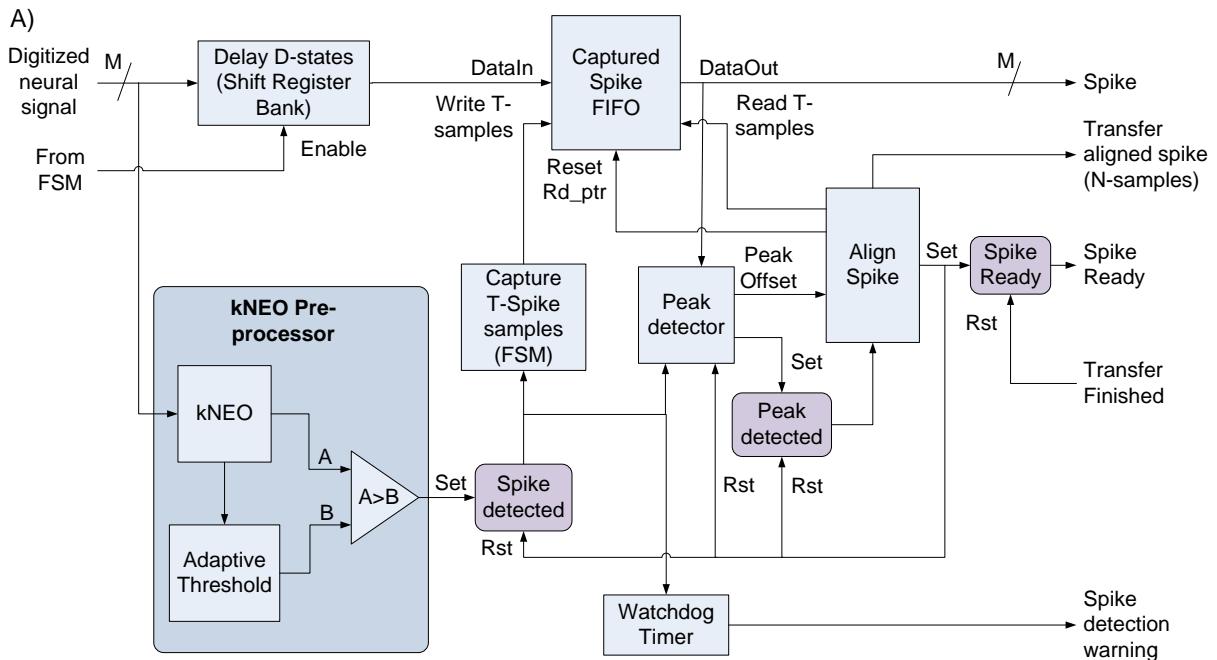 A)
Digitized
neural
signal
M
Delay D-states
(Shift Register
Bank)
DataIn
Write T-
samples
Captured
Spike
FIFO
DataOut
M
Spike
Read T-
samples
From
FSM
Enable
Reset
Rd_ptr
Transfer
aligned spike
(N-samples)
Align
Spike
Set
Spike
Ready
Spike
Ready
Rst
Transfer
Finished
Capture
T-Spike
samples
(FSM)
Peak
detector
Peak
Offset
Set
Peak
detected
Rst
Rst
kNEO Pre-
processor
kNEO
A
A>B
B
Adaptive
Threshold
Set
Spike
detected
Rst
Watchdog
Timer
Spike
detection
warning